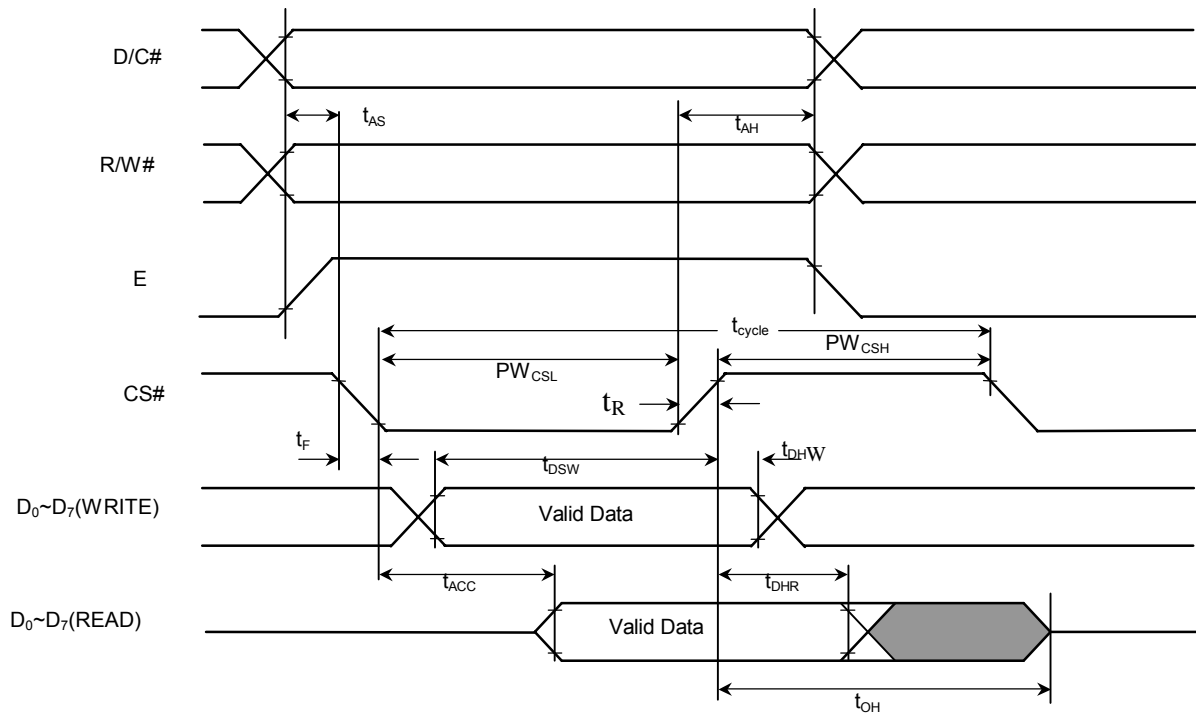 D/C#
t_AS
t_AH
R/W#
E
t_cycle
PW_CSL
PW_CSH
CS#
t_R
t_F
t_DSW
t_DHW
D₀~D₇(WRITE)
Valid Data
t_ACC
t_DHR
D₀~D₇(READ)
Valid Data
t_OH